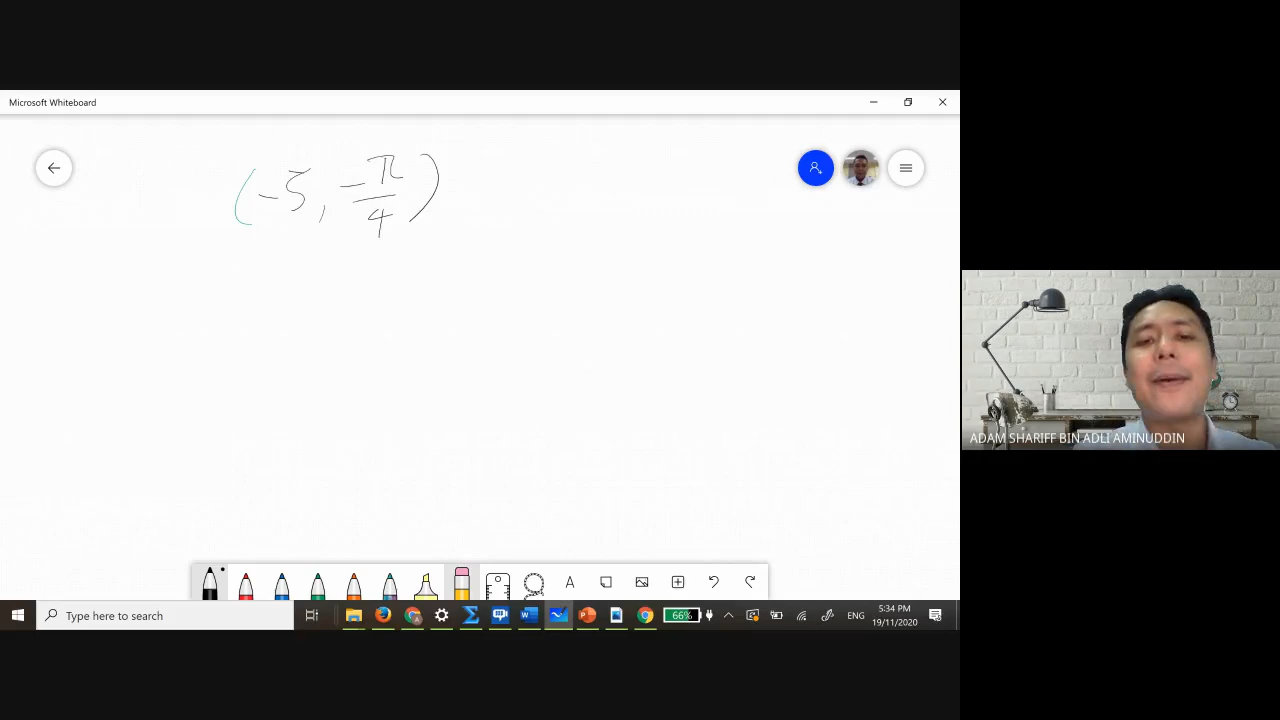 Microsoft Whiteboard
(-5, -π/4)
ADAM SHARIFF BIN ADLI AMINUDDIN
A
Type here to search
66%
ENG
5:34 PM
19/11/2020